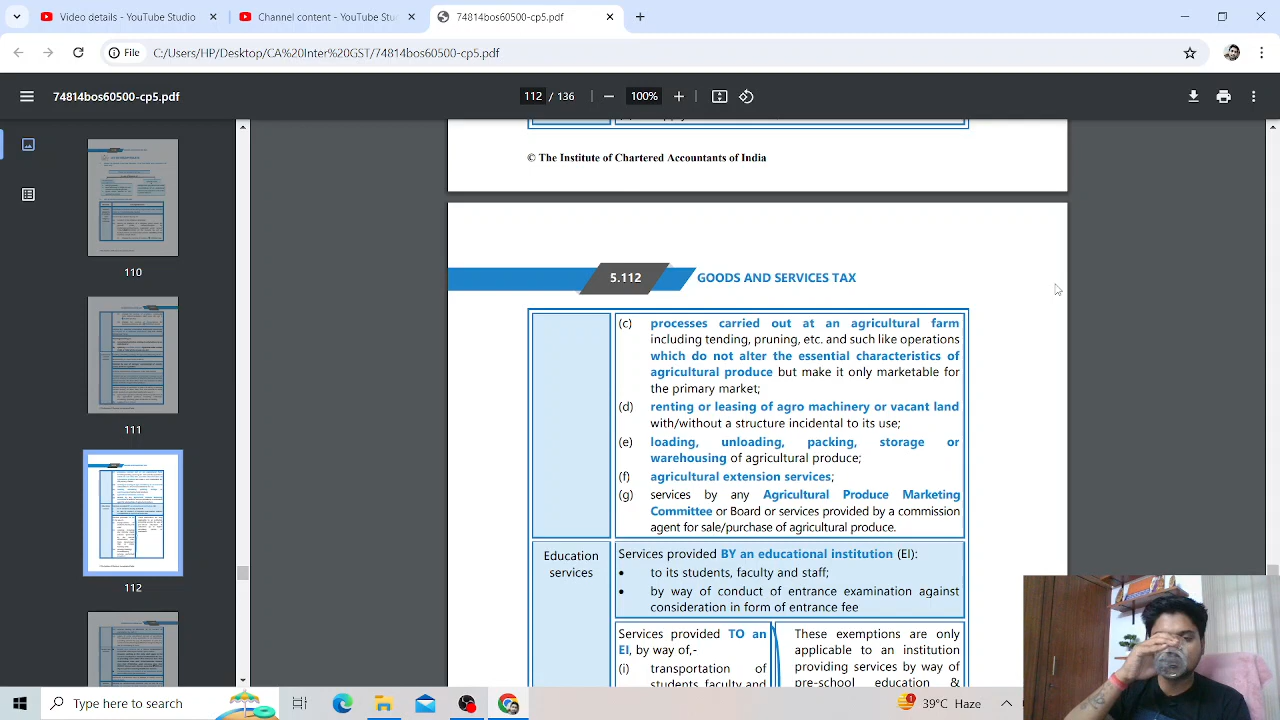 Video details - YouTube Studio
Channel content - YouTube Stu
74814bos60500-cp5.pdf
File
C:/Users/HP/Desktop/CA%20Inter%20GST/74814bos60500-cp5.pdf
74814bos60500-cp5.pdf
112 / 136
100%
© The Institute of Chartered Accountants of India
110
111
112
5.112
GOODS AND SERVICES TAX
(c) processes carried out at an agricultural farm
including tending, pruning, etc. and such like operations
which do not alter the essential characteristics of
agricultural produce but make it only marketable for
the primary market;
(d) renting or leasing of agro machinery or vacant land
with/without a structure incidental to its use;
(e) loading, unloading, packing, storage or
warehousing of agricultural produce;
(f) agricultural extension services;
(g) services by any Agricultural Produce Marketing
Committee or Board or services provided by a commission
agent for sale/purchase of agricultural produce.
Education
services
Services provided BY an educational institution (EI):
• to its students, faculty and staff;
• by way of conduct of entrance examination against
consideration in form of entrance fee
Services provided TO an
EI, by way of,-
(i) transportation of
students, faculty and
These exemptions are only
applicable to an institution
providing services by way of
pre-school education &
Type here to search
39°C Haze